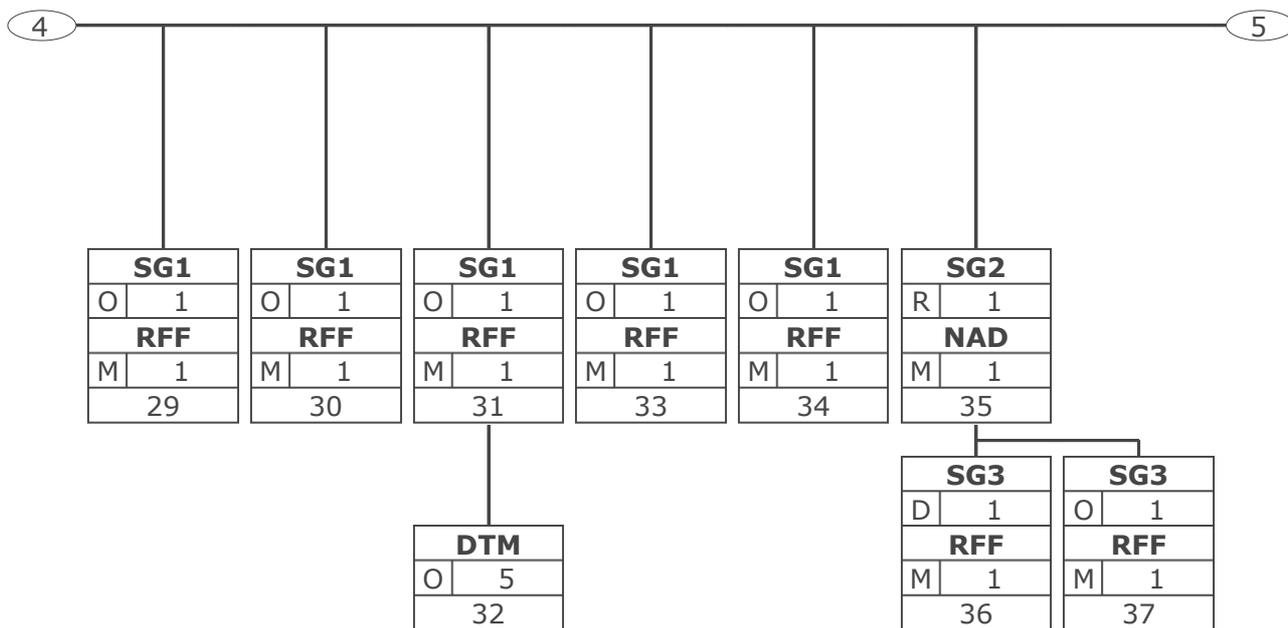 4 5
SG1 SG1 SG1 SG1 SG1 SG2
O 1 O 1 O 1 O 1 O 1 R 1
RFF RFF RFF RFF RFF NAD
M 1 M 1 M 1 M 1 M 1 M 1
29 30 31 33 34 35
SG3 SG3
D 1 O 1
DTM RFF RFF
O 5 M 1 M 1
32 36 37